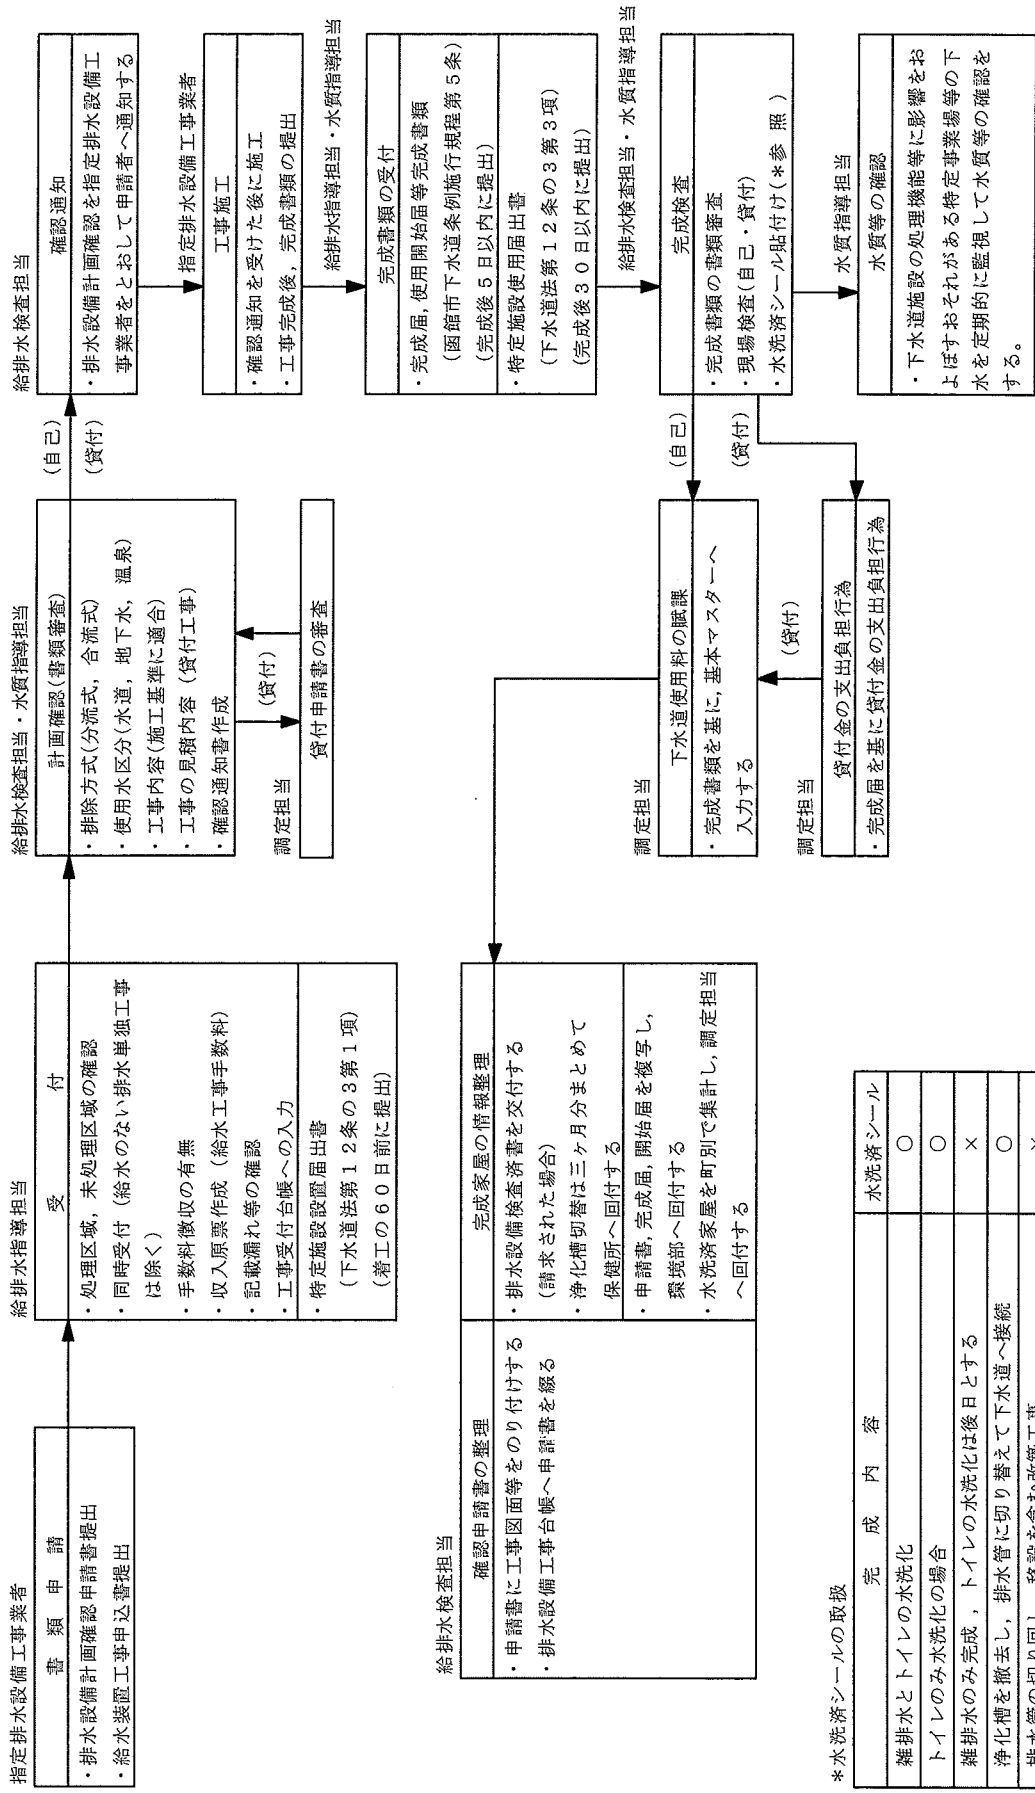 指定排水設備工事業者
書類申請
・排水設備計画確認申請書提出
・給水装置工事申込書提出
給排水指導担当
受付
・処理区域，未処理区域の確認
・同時受付（給水のない排水単独工事
は除く）
・手数料徴収の有無
・収入原票作成（給水工事手数料）
・記載漏れ等の確認
・工事受付台帳への入力
・特定施設設置届出書
（下水道法第１２条の３第１項）
（着工の６０日前に提出）
給排水検査担当・水質指導担当
計画確認（書類審査）
・排除方式（分流式，合流式）
・使用水区分（水道，地下水，温泉）
・工事内容（施工基準に適合）
・工事の見積内容（貸付工事）
・確認通知書作成
（貸付）
調定担当
貸付申請書の審査
（自己）
（貸付）
給排水検査担当
確認通知
・排水設備計画確認を指定排水設備工
事業者をとおして申請者へ通知する
指定排水設備工事業者
工事施工
・確認通知を受けた後に施工
・工事完成後，完成書類の提出
給排水指導担当・水質指導担当
完成書類の受付
・完成届，使用開始届等完成書類
（函館市下水道条例施行規程第５条）
（完成後５日以内に提出）
・特定施設使用届出書
（下水道法第１２条の３第３項）
（完成後３０日以内に提出）
給排水検査担当・水質指導担当
完成検査
・完成書類の書類審査
・現場検査（自己・貸付）
・水洗済シール貼付け（＊参照）
水質指導担当
水質等の確認
・下水道施設の処理機能等に影響をお
よぼすおそれがある特定事業場等の下
水を定期的に監視して水質等の確認を
する。
（自己）
（貸付）
調定担当
下水道使用料の賦課
・完成書類を基に，基本マスターへ
入力する
（貸付）
調定担当
貸付金の支出負担行為
・完成届を基に貸付金の支出負担行為
給排水検査担当
確認申請書の整理
・申請書に工事図面等をのり付けする
・排水設備工事台帳へ申請書を綴る
完成家屋の情報整理
・排水設備検査済書を交付する
（請求された場合）
・浄化槽切替は三ヶ月分まとめて
保健所へ回付する
・申請書，完成届，開始届を複写し，
環境部へ回付する
・水洗済家屋を町別で集計し，調定担当
へ回付する
＊水洗済シールの取扱
完成内容 水洗済シール
雑排水とトイレの水洗化 ○
トイレのみ水洗化の場合 ○
雑排水のみ完成，トイレの水洗化は後日とする ×
浄化槽を撤去し，排水管に切り替えて下水道へ接続 ○